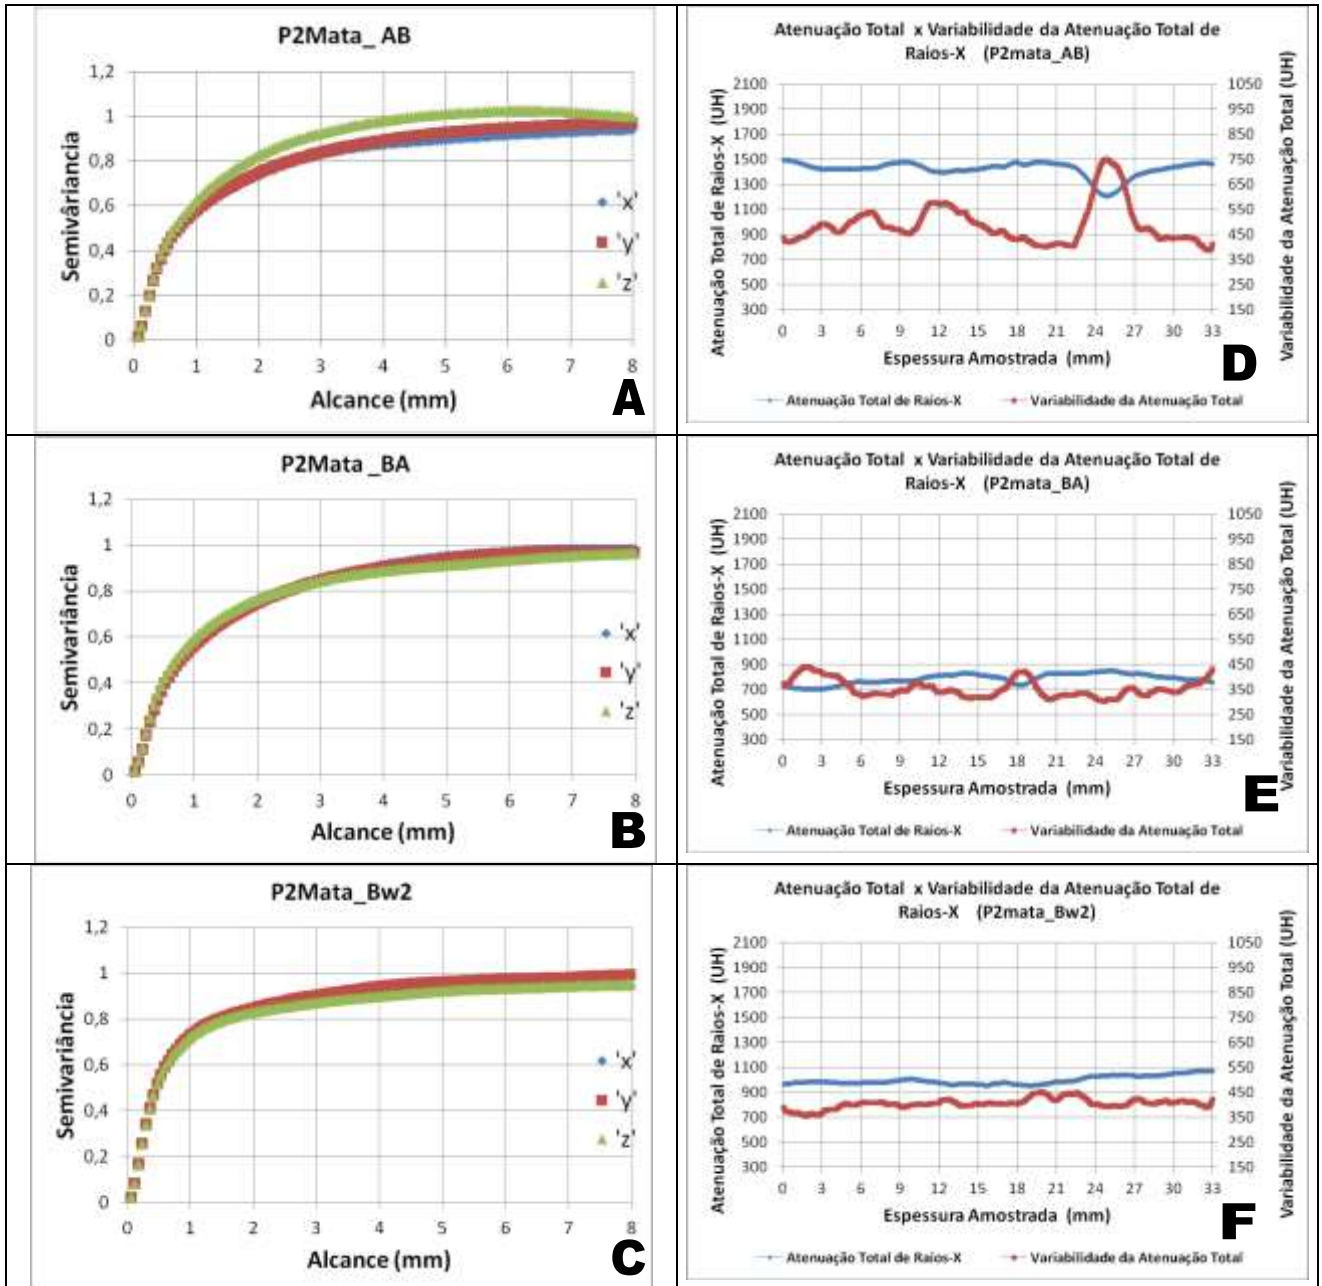 P2Mata_ AB
Semivâriancia
1,2
1
0,8
0,6
0,4
0,2
0
0 1 2 3 4 5 6 7 8
'x'
'y'
'z'
Alcance (mm)
A
Atenuação Total x Variabilidade da Atenuação Total de
Raios-X (P2mata_AB)
Atenuação Total de Raios-X (UH)
2100 1050
1900 950
1700 850
1500 750
1300 650
1100 550
900 450
700 350
500 250
300 150
Variabilidade da Atenuação Total (UH)
0 3 6 9 12 15 18 21 24 27 30 33
Espessura Amostrada (mm)
D
Atenuação Total de Raios-X Variabilidade da Atenuação Total
P2Mata _BA
Semivariância
1,2
1
0,8
0,6
0,4
0,2
0
0 1 2 3 4 5 6 7 8
'x'
'y'
'z'
Alcance (mm)
B
Atenuação Total x Variabilidade da Atenuação Total de
Raios-X (P2mata_BA)
Atenuação Total de Raios-X (UH)
2100 1050
1900 950
1700 850
1500 750
1300 650
1100 550
900 450
700 350
500 250
300 150
Variabilidade da Atenuação Total (UH)
0 3 6 9 12 15 18 21 24 27 30 33
Espessura Amostrada (mm)
E
Atenuação Total de Raios-X Variabilidade da Atenuação Total
P2Mata_Bw2
Semivariância
1,2
1
0,8
0,6
0,4
0,2
0
0 1 2 3 4 5 6 7 8
'x'
'y'
'z'
Alcance (mm)
C
Atenuação Total x Variabilidade da Atenuação Total de
Raios-X (P2mata_Bw2)
Atenuação Total de Raios-X (UH)
2100 1050
1900 950
1700 850
1500 750
1300 650
1100 550
900 450
700 350
500 250
300 150
Variabilidade da Atenuação Total (UH)
0 3 6 9 12 15 18 21 24 27 30 33
Espessura Amostrada (mm)
F
Atenuação Total de Raios-X Variabilidade da Atenuação Total